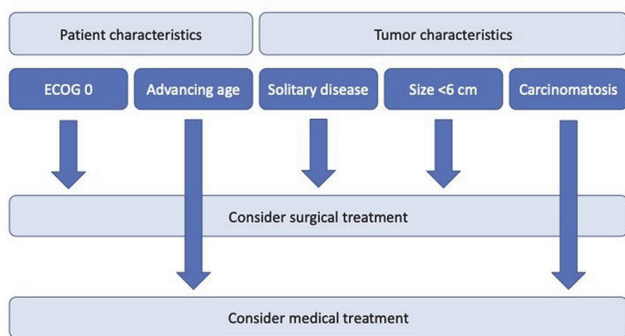 Patient characteristics
Tumor characteristics
ECOG 0
Advancing age
Solitary disease
Size <6 cm
Carcinomatosis
Consider surgical treatment
Consider medical treatment